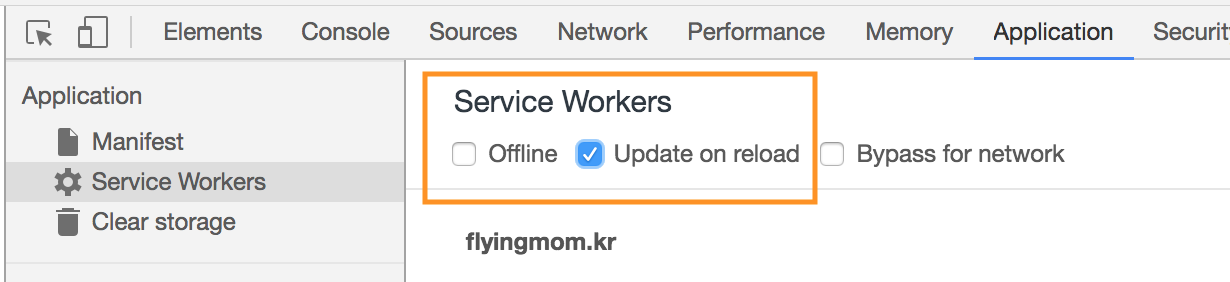 Elements Console Sources Network Performance Memory Application Securit
Application
Manifest
Service Workers
Clear storage
Service Workers
Offline Update on reload Bypass for network
flyingmom.kr